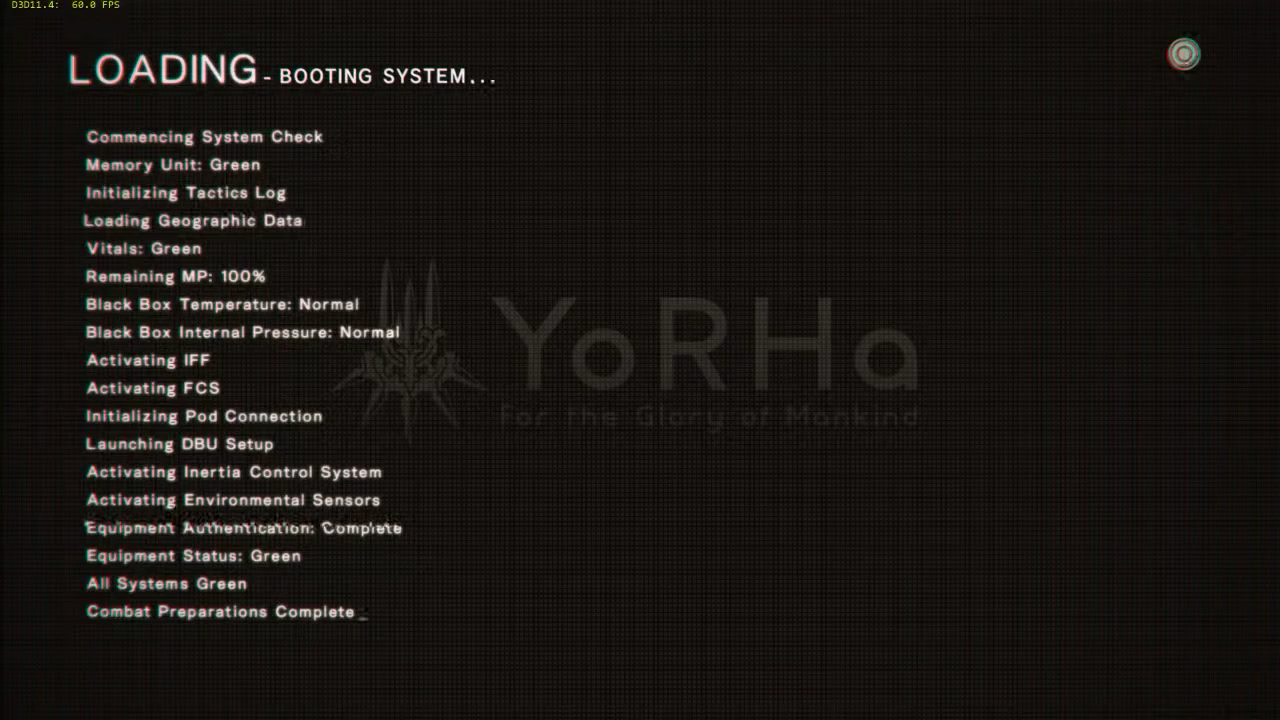 D3D11.4: 60.0 FPS
LOADING - BOOTING SYSTEM...
Commencing System Check
Memory Unit: Green
Initializing Tactics Log
Loading Geographic Data
Vitals: Green
Remaining MP: 100%
Black Box Temperature: Normal
Black Box Internal Pressure: Normal
Activating IFF
Activating FCS
Initializing Pod Connection
Launching DBU Setup
Activating Inertia Control System
Activating Environmental Sensors
Equipment Authentication: Complete
Equipment Status: Green
All Systems Green
Combat Preparations Complete _
YoRHa
For the Glory of Mankind